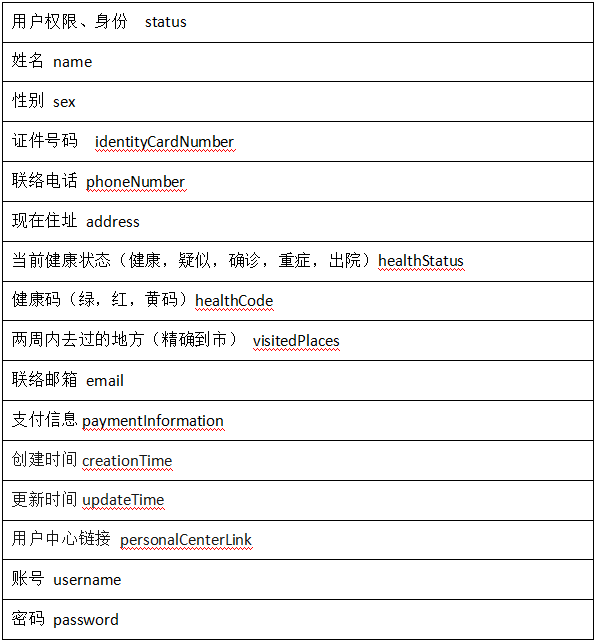 用户权限、身份 status
姓名 name
性别 sex
证件号码 identityCardNumber
联络电话 phoneNumber
现在住址 address
当前健康状态（健康，疑似，确诊，重症，出院）healthStatus
健康码（绿，红，黄码）healthCode
两周内去过的地方（精确到市） visitedPlaces
联络邮箱 email
支付信息 paymentInformation
创建时间 creationTime
更新时间 updateTime
用户中心链接 personalCenterLink
账号 username
密码 password